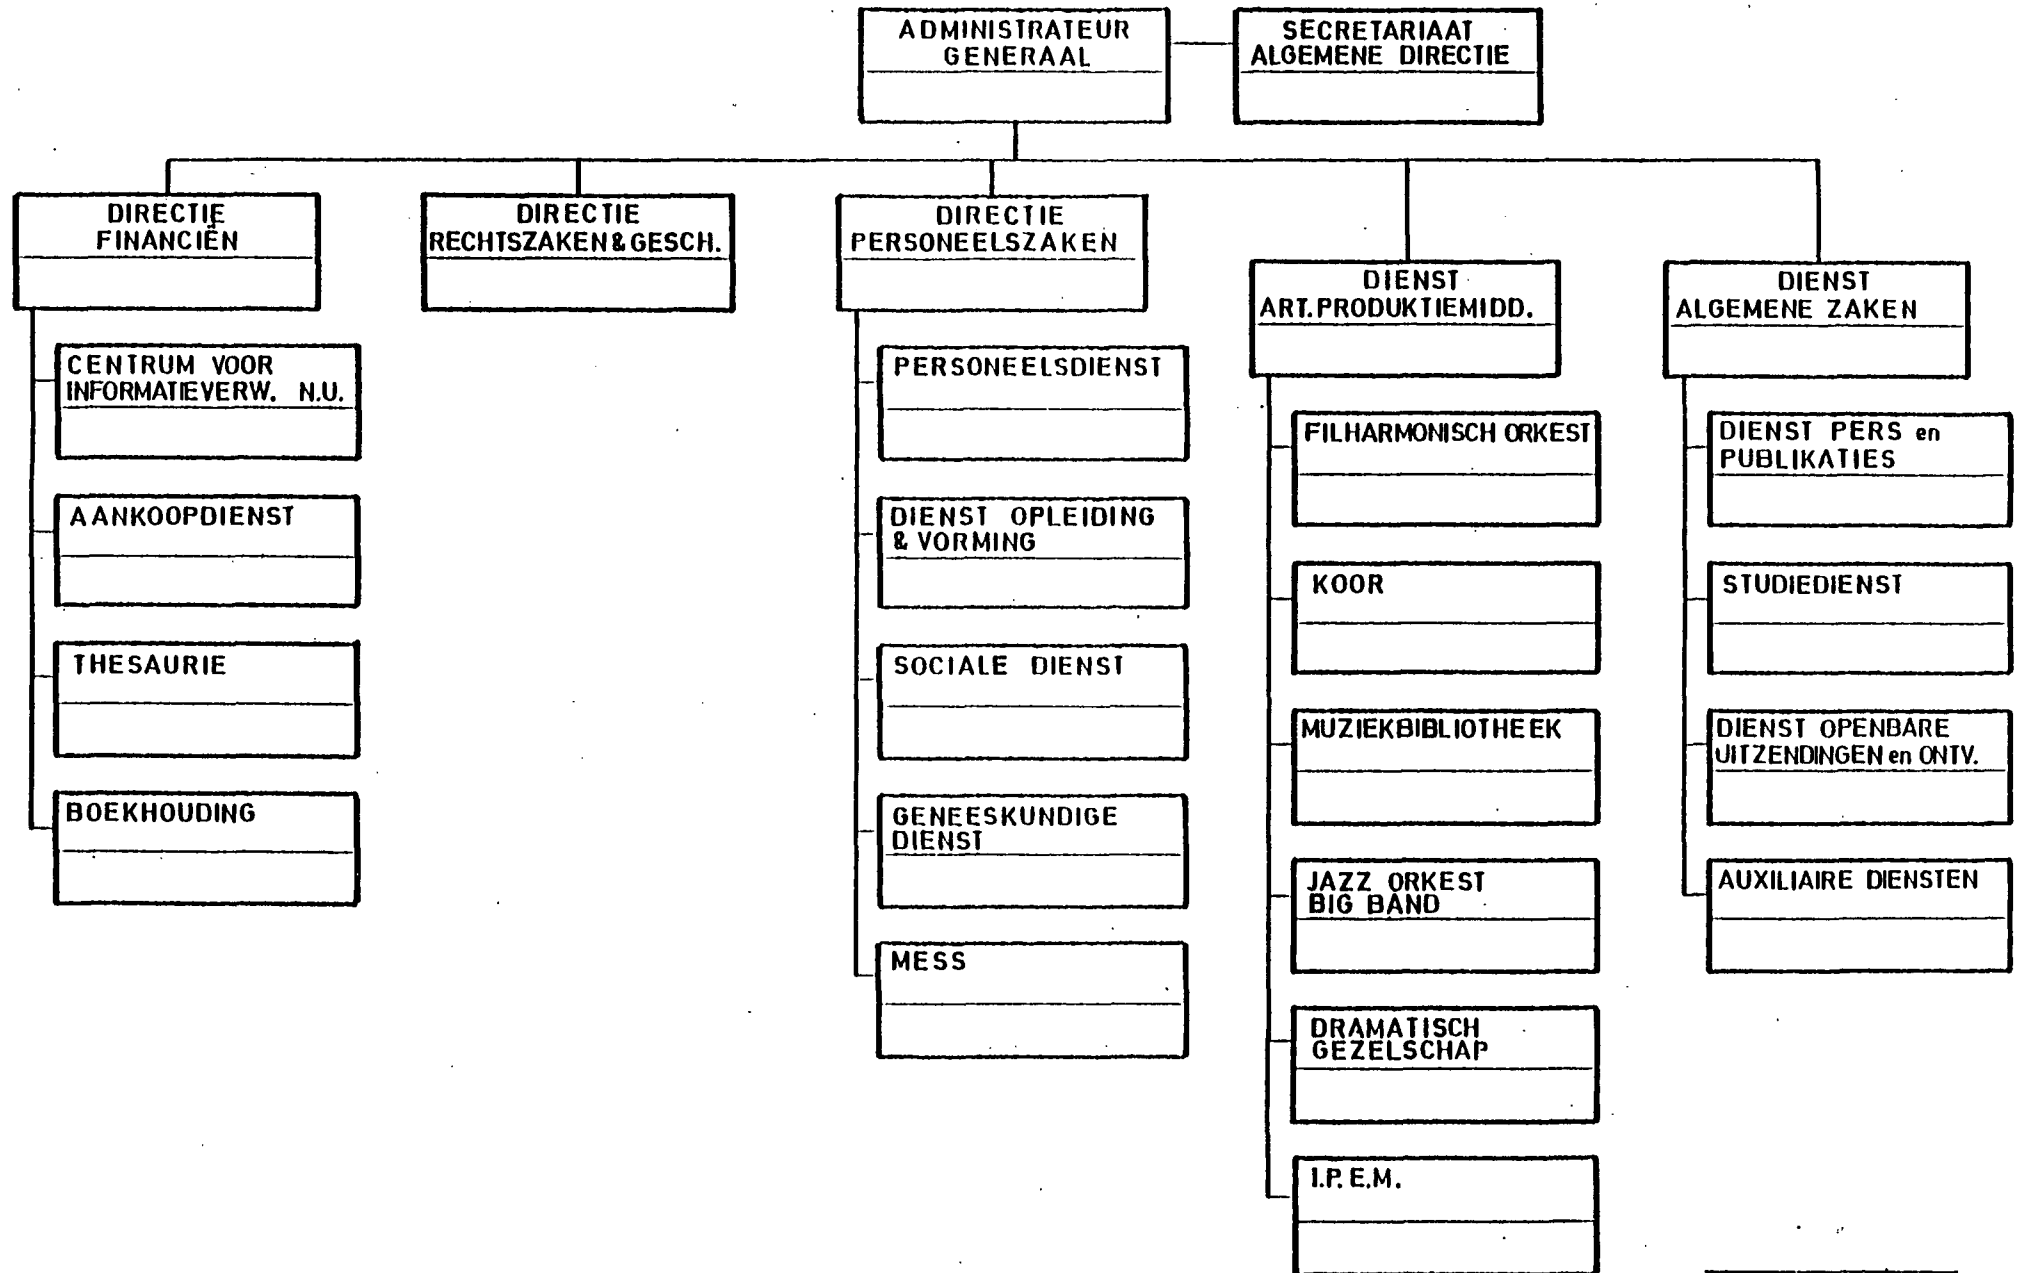 ADMINISTRATEUR
GENERAAL
SECRETARIAAT
ALGEMENE DIRECTIE
DIRECTIE
FINANCIËN
CENTRUM VOOR
INFORMATIEVERW. N.U.
AANKOOPDIENST
THESAURIE
BOEKHOUDING
DIRECTIE
RECHTSZAKEN & GESCH.
DIRECTIE
PERSONEELSZAKEN
PERSONEELSDIENST
DIENST OPLEIDING
& VORMING
SOCIALE DIENST
GENEESKUNDIGE
DIENST
MESS
DIENST
ART. PRODUKTIEMIDD.
FILHARMONISCH ORKEST
KOOR
MUZIEKBIBLIOTHEEK
JAZZ ORKEST
BIG BAND
DRAMATISCH
GEZELSCHAP
I.P.E.M.
DIENST
ALGEMENE ZAKEN
DIENST PERS en
PUBLIKATIES
STUDIEDIENST
DIENST OPENBARE
UITZENDINGEN en ONTV.
AUXILIAIRE DIENSTEN